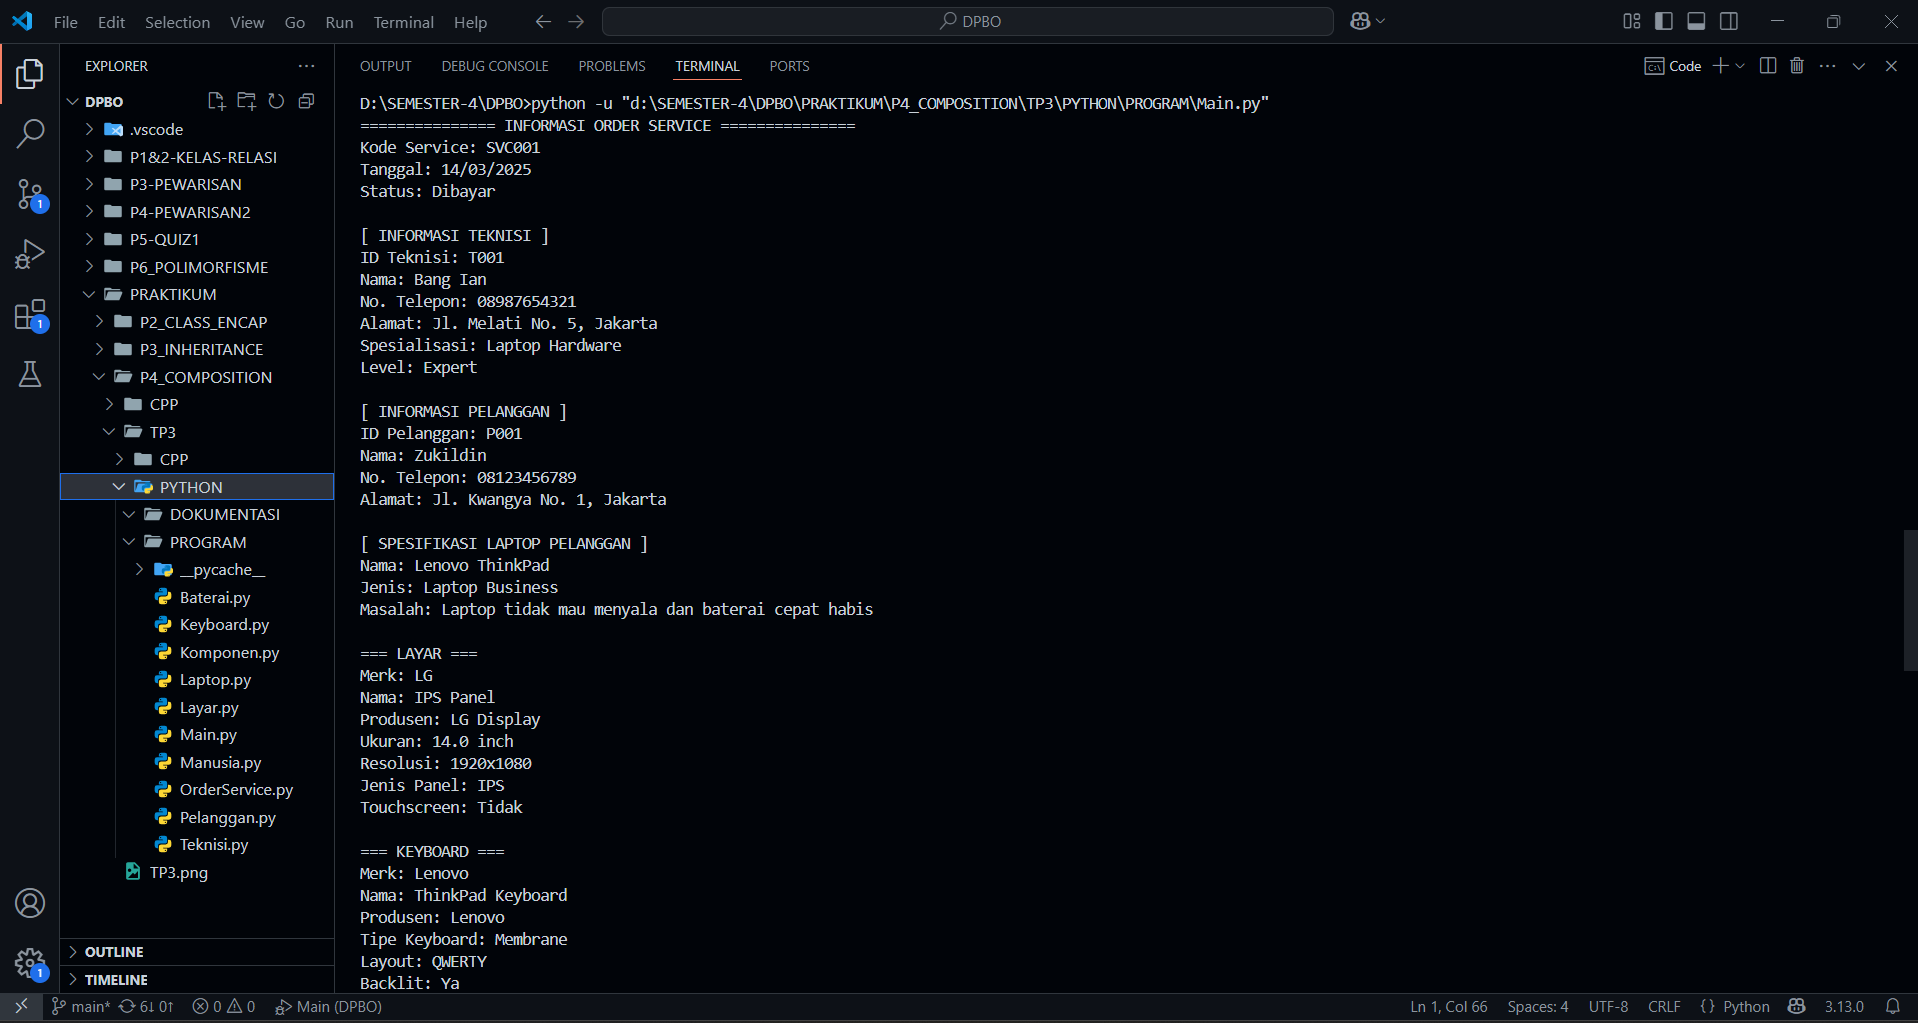 File Edit Selection View Go Run Terminal Help
DPBO
EXPLORER
DPBO
.vscode
P1&2-KELAS-RELASI
P3-PEWARISAN
P4-PEWARISAN2
P5-QUIZ1
P6_POLIMORFISME
PRAKTIKUM
P2_CLASS_ENCAP
P3_INHERITANCE
P4_COMPOSITION
CPP
TP3
CPP
PYTHON
DOKUMENTASI
PROGRAM
__pycache__
Baterai.py
Keyboard.py
Komponen.py
Laptop.py
Layar.py
Main.py
Manusia.py
OrderService.py
Pelanggan.py
Teknisi.py
TP3.png
OUTLINE
TIMELINE
1
1
1
OUTPUT DEBUG CONSOLE PROBLEMS TERMINAL PORTS
Code
D:\SEMESTER-4\DPBO>python -u "d:\SEMESTER-4\DPBO\PRAKTIKUM\P4_COMPOSITION\TP3\PYTHON\PROGRAM\Main.py"
=============== INFORMASI ORDER SERVICE ===============
Kode Service: SVC001
Tanggal: 14/03/2025
Status: Dibayar
[ INFORMASI TEKNISI ]
ID Teknisi: T001
Nama: Bang Ian
No. Telepon: 08987654321
Alamat: Jl. Melati No. 5, Jakarta
Spesialisasi: Laptop Hardware
Level: Expert
[ INFORMASI PELANGGAN ]
ID Pelanggan: P001
Nama: Zukildin
No. Telepon: 08123456789
Alamat: Jl. Kwangya No. 1, Jakarta
[ SPESIFIKASI LAPTOP PELANGGAN ]
Nama: Lenovo ThinkPad
Jenis: Laptop Business
Masalah: Laptop tidak mau menyala dan baterai cepat habis
=== LAYAR ===
Merk: LG
Nama: IPS Panel
Produsen: LG Display
Ukuran: 14.0 inch
Resolusi: 1920x1080
Jenis Panel: IPS
Touchscreen: Tidak
=== KEYBOARD ===
Merk: Lenovo
Nama: ThinkPad Keyboard
Produsen: Lenovo
Tipe Keyboard: Membrane
Layout: QWERTY
Backlit: Ya
main* 6↓ 0↑ 0 0 Main (DPBO) Ln 1, Col 66 Spaces: 4 UTF-8 CRLF {} Python 3.13.0